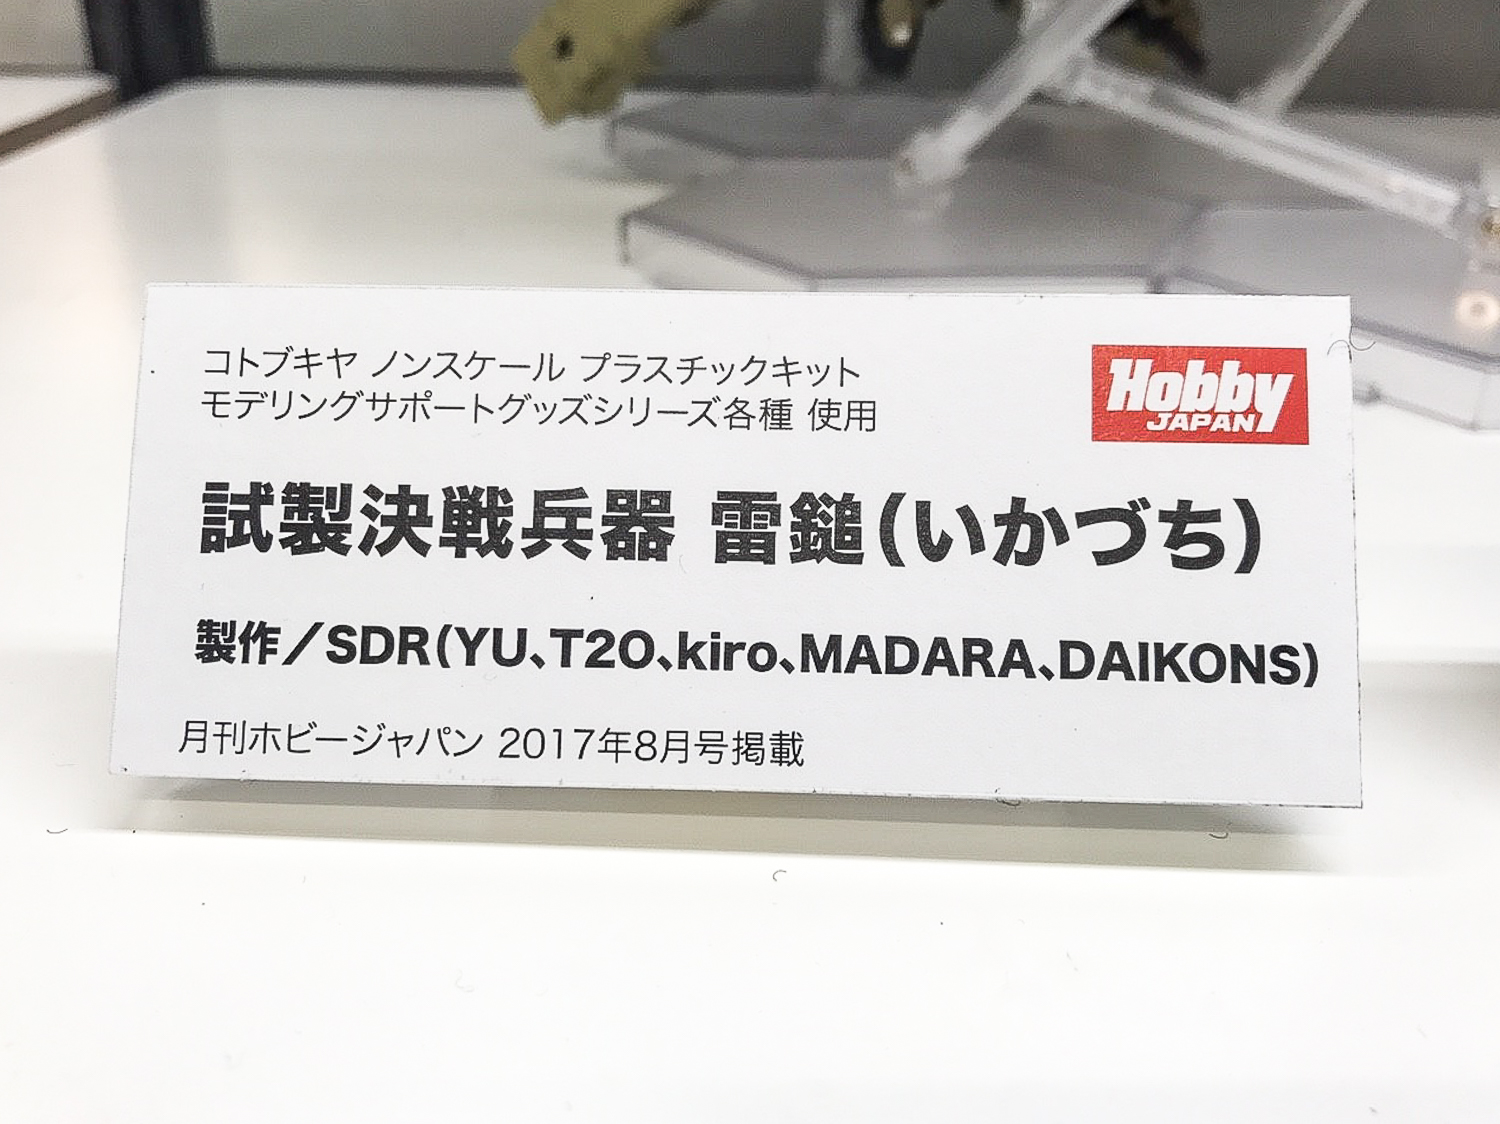 コトブキヤ ノンスケール プラスチックキット
モデリングサポートグッズシリーズ各種 使用
Hobby
JAPAN
試製決戦兵器 雷鎚(いかづち)
製作/SDR(YU、T2O、kiro、MADARA、DAIKONS)
月刊ホビージャパン 2017年8月号掲載